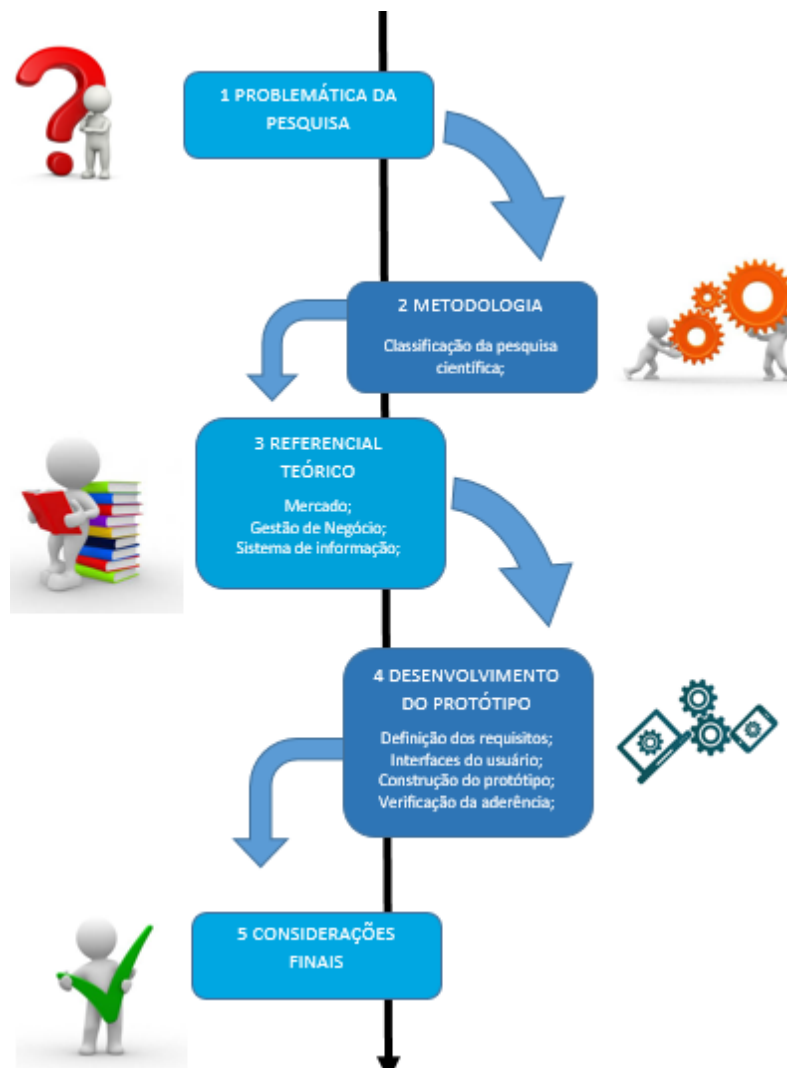 1 PROBLEMÁTICA DA
PESQUISA
2 METODOLOGIA
Classificação da pesquisa
científica;
3 REFERENCIAL
TEÓRICO
Mercado;
Gestão de Negócio;
Sistema de informação;
4 DESENVOLVIMENTO
DO PROTÓTIPO
Definição dos requisitos;
Interfaces do usuário;
Construção do protótipo;
Verificação da aderência;
5 CONSIDERAÇÕES
FINAIS